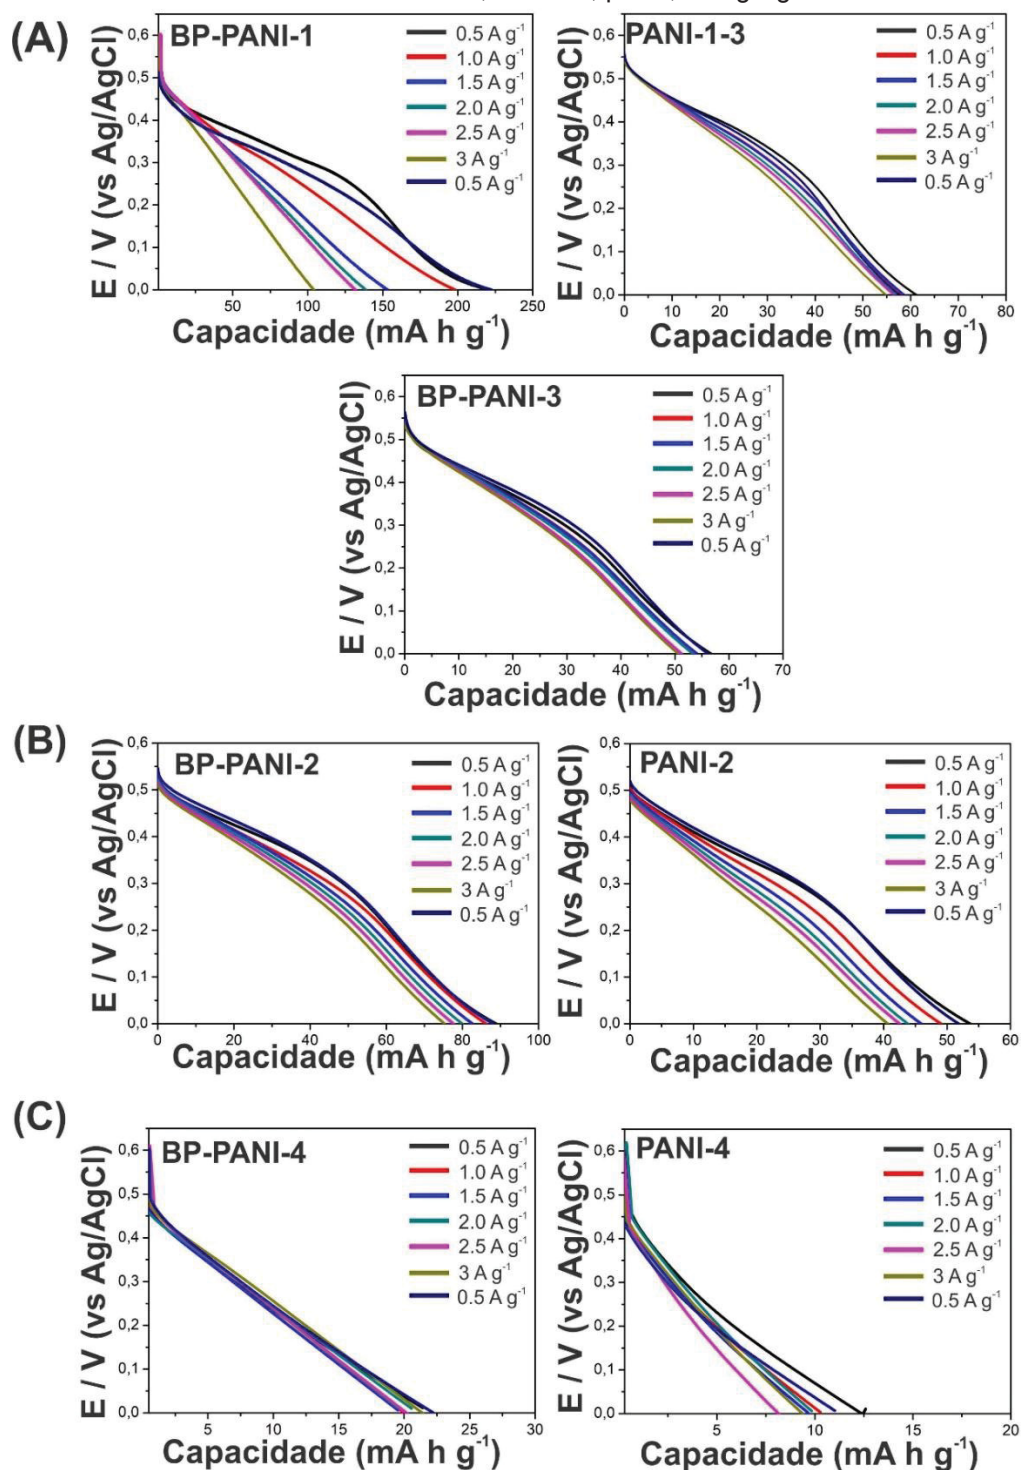 (A)
BP-PANI-1
0.5 A g⁻¹
1.0 A g⁻¹
1.5 A g⁻¹
2.0 A g⁻¹
2.5 A g⁻¹
3 A g⁻¹
0.5 A g⁻¹
E / V (vs Ag/AgCl)
0,6
0,5
0,4
0,3
0,2
0,1
0,0
50
100
150
200
250
Capacidade (mA h g⁻¹)
PANI-1-3
0.5 A g⁻¹
1.0 A g⁻¹
1.5 A g⁻¹
2.0 A g⁻¹
2.5 A g⁻¹
3 A g⁻¹
0.5 A g⁻¹
E / V (vs Ag/AgCl)
0,6
0,5
0,4
0,3
0,2
0,1
0,0
0
10
20
30
40
50
60
70
80
Capacidade (mA h g⁻¹)
BP-PANI-3
0.5 A g⁻¹
1.0 A g⁻¹
1.5 A g⁻¹
2.0 A g⁻¹
2.5 A g⁻¹
3 A g⁻¹
0.5 A g⁻¹
E / V (vs Ag/AgCl)
0,6
0,5
0,4
0,3
0,2
0,1
0,0
0
10
20
30
40
50
60
70
Capacidade (mA h g⁻¹)
(B)
BP-PANI-2
0.5 A g⁻¹
1.0 A g⁻¹
1.5 A g⁻¹
2.0 A g⁻¹
2.5 A g⁻¹
3 A g⁻¹
0.5 A g⁻¹
E / V (vs Ag/AgCl)
0,6
0,5
0,4
0,3
0,2
0,1
0,0
0
20
40
60
80
100
Capacidade (mA h g⁻¹)
PANI-2
0.5 A g⁻¹
1.0 A g⁻¹
1.5 A g⁻¹
2.0 A g⁻¹
2.5 A g⁻¹
3 A g⁻¹
0.5 A g⁻¹
E / V (vs Ag/AgCl)
0,6
0,5
0,4
0,3
0,2
0,1
0,0
0
10
20
30
40
50
60
Capacidade (mA h g⁻¹)
(C)
BP-PANI-4
0.5 A g⁻¹
1.0 A g⁻¹
1.5 A g⁻¹
2.0 A g⁻¹
2.5 A g⁻¹
3 A g⁻¹
0.5 A g⁻¹
E / V (vs Ag/AgCl)
0,6
0,5
0,4
0,3
0,2
0,1
0,0
5
10
15
20
25
30
Capacidade (mA h g⁻¹)
PANI-4
0.5 A g⁻¹
1.0 A g⁻¹
1.5 A g⁻¹
2.0 A g⁻¹
2.5 A g⁻¹
3 A g⁻¹
0.5 A g⁻¹
E / V (vs Ag/AgCl)
0,6
0,5
0,4
0,3
0,2
0,1
0,0
5
10
15
20
Capacidade (mA h g⁻¹)